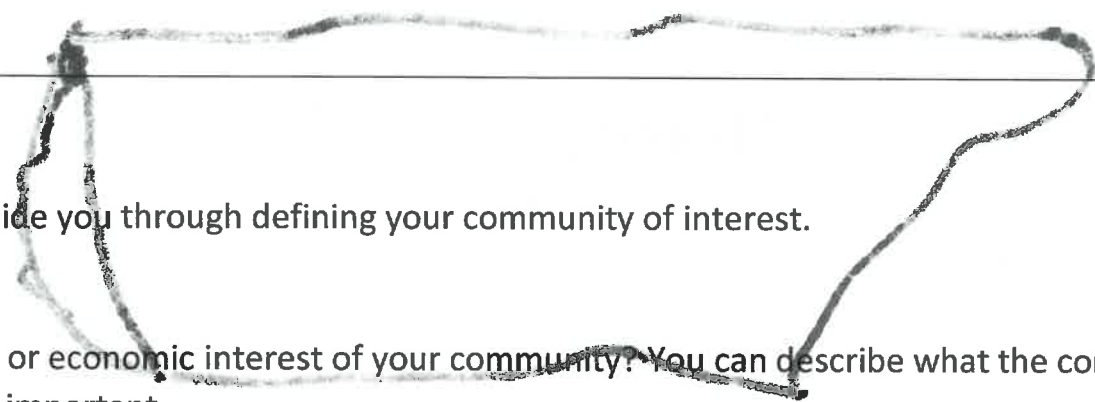 ide you through defining your community of interest.
or economic interest of your community? You can describe what the co
important